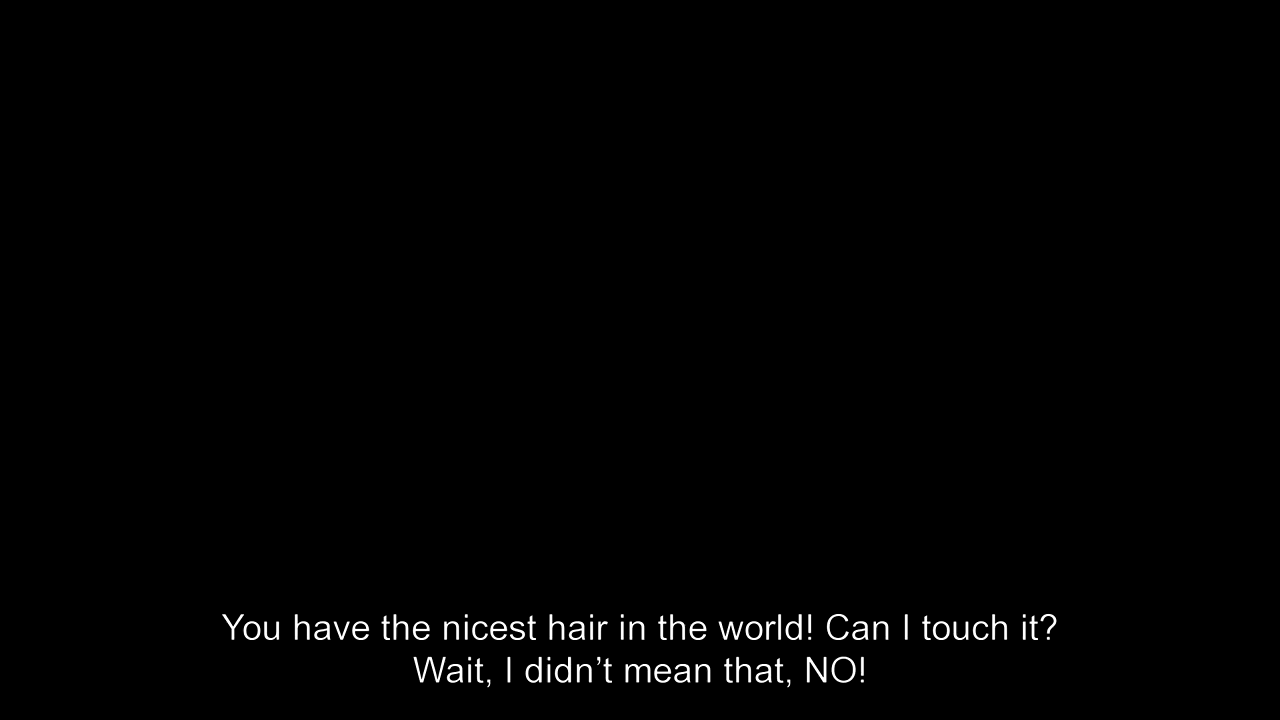 You have the nicest hair in the world! Can I touch it?
Wait, I didn’t mean that, NO!